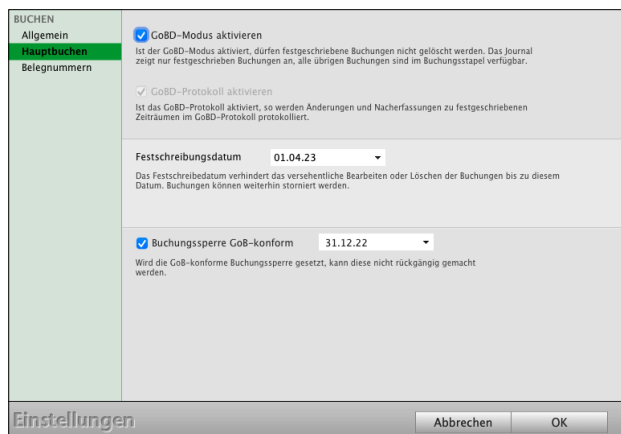 BUCHEN
Allgemein
Hauptbuchen
Belegnummern
GoBD-Modus aktivieren
Ist der GoBD-Modus aktiviert, dürfen festgeschriebene Buchungen nicht gelöscht werden. Das Journal
zeigt nur festgeschrieben Buchungen an, alle übrigen Buchungen sind im Buchungsstapel verfügbar.
GoBD-Protokoll aktivieren
Ist das GoBD-Protokoll aktiviert, so werden Änderungen und Nacherfassungen zu festgeschriebenen
Zeiträumen im GoBD-Protokoll protokolliert.
Festschreibungsdatum 01.04.23
Das Festschreibedatum verhindert das versehentliche Bearbeiten oder Löschen der Buchungen bis zu diesem
Datum. Buchungen können weiterhin storniert werden.
Buchungssperre GoB-konform 31.12.22
Wird die GoB-konforme Buchungssperre gesetzt, kann diese nicht rückgängig gemacht
werden.
Einstellungen
Abbrechen OK